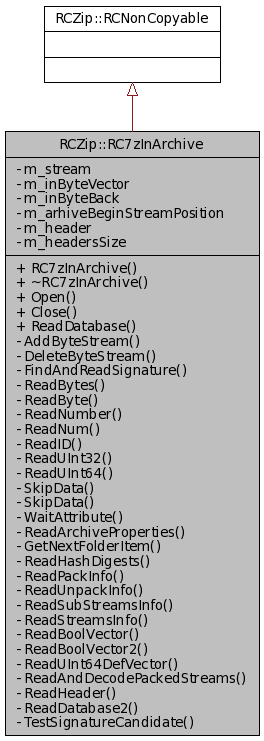 RCZip::RCNonCopyable
RCZip::RC7zInArchive
- m_stream
- m_inByteVector
- m_inByteBack
- m_arhiveBeginStreamPosition
- m_header
- m_headersSize
+ RC7zInArchive()
+ ~RC7zInArchive()
+ Open()
+ Close()
+ ReadDatabase()
- AddByteStream()
- DeleteByteStream()
- FindAndReadSignature()
- ReadBytes()
- ReadByte()
- ReadNumber()
- ReadNum()
- ReadID()
- ReadUInt32()
- ReadUInt64()
- SkipData()
- SkipData()
- WaitAttribute()
- ReadArchiveProperties()
- GetNextFolderItem()
- ReadHashDigests()
- ReadPackInfo()
- ReadUnpackInfo()
- ReadSubStreamsInfo()
- ReadStreamsInfo()
- ReadBoolVector()
- ReadBoolVector2()
- ReadUInt64DefVector()
- ReadAndDecodePackedStreams()
- ReadHeader()
- ReadDatabase2()
- TestSignatureCandidate()